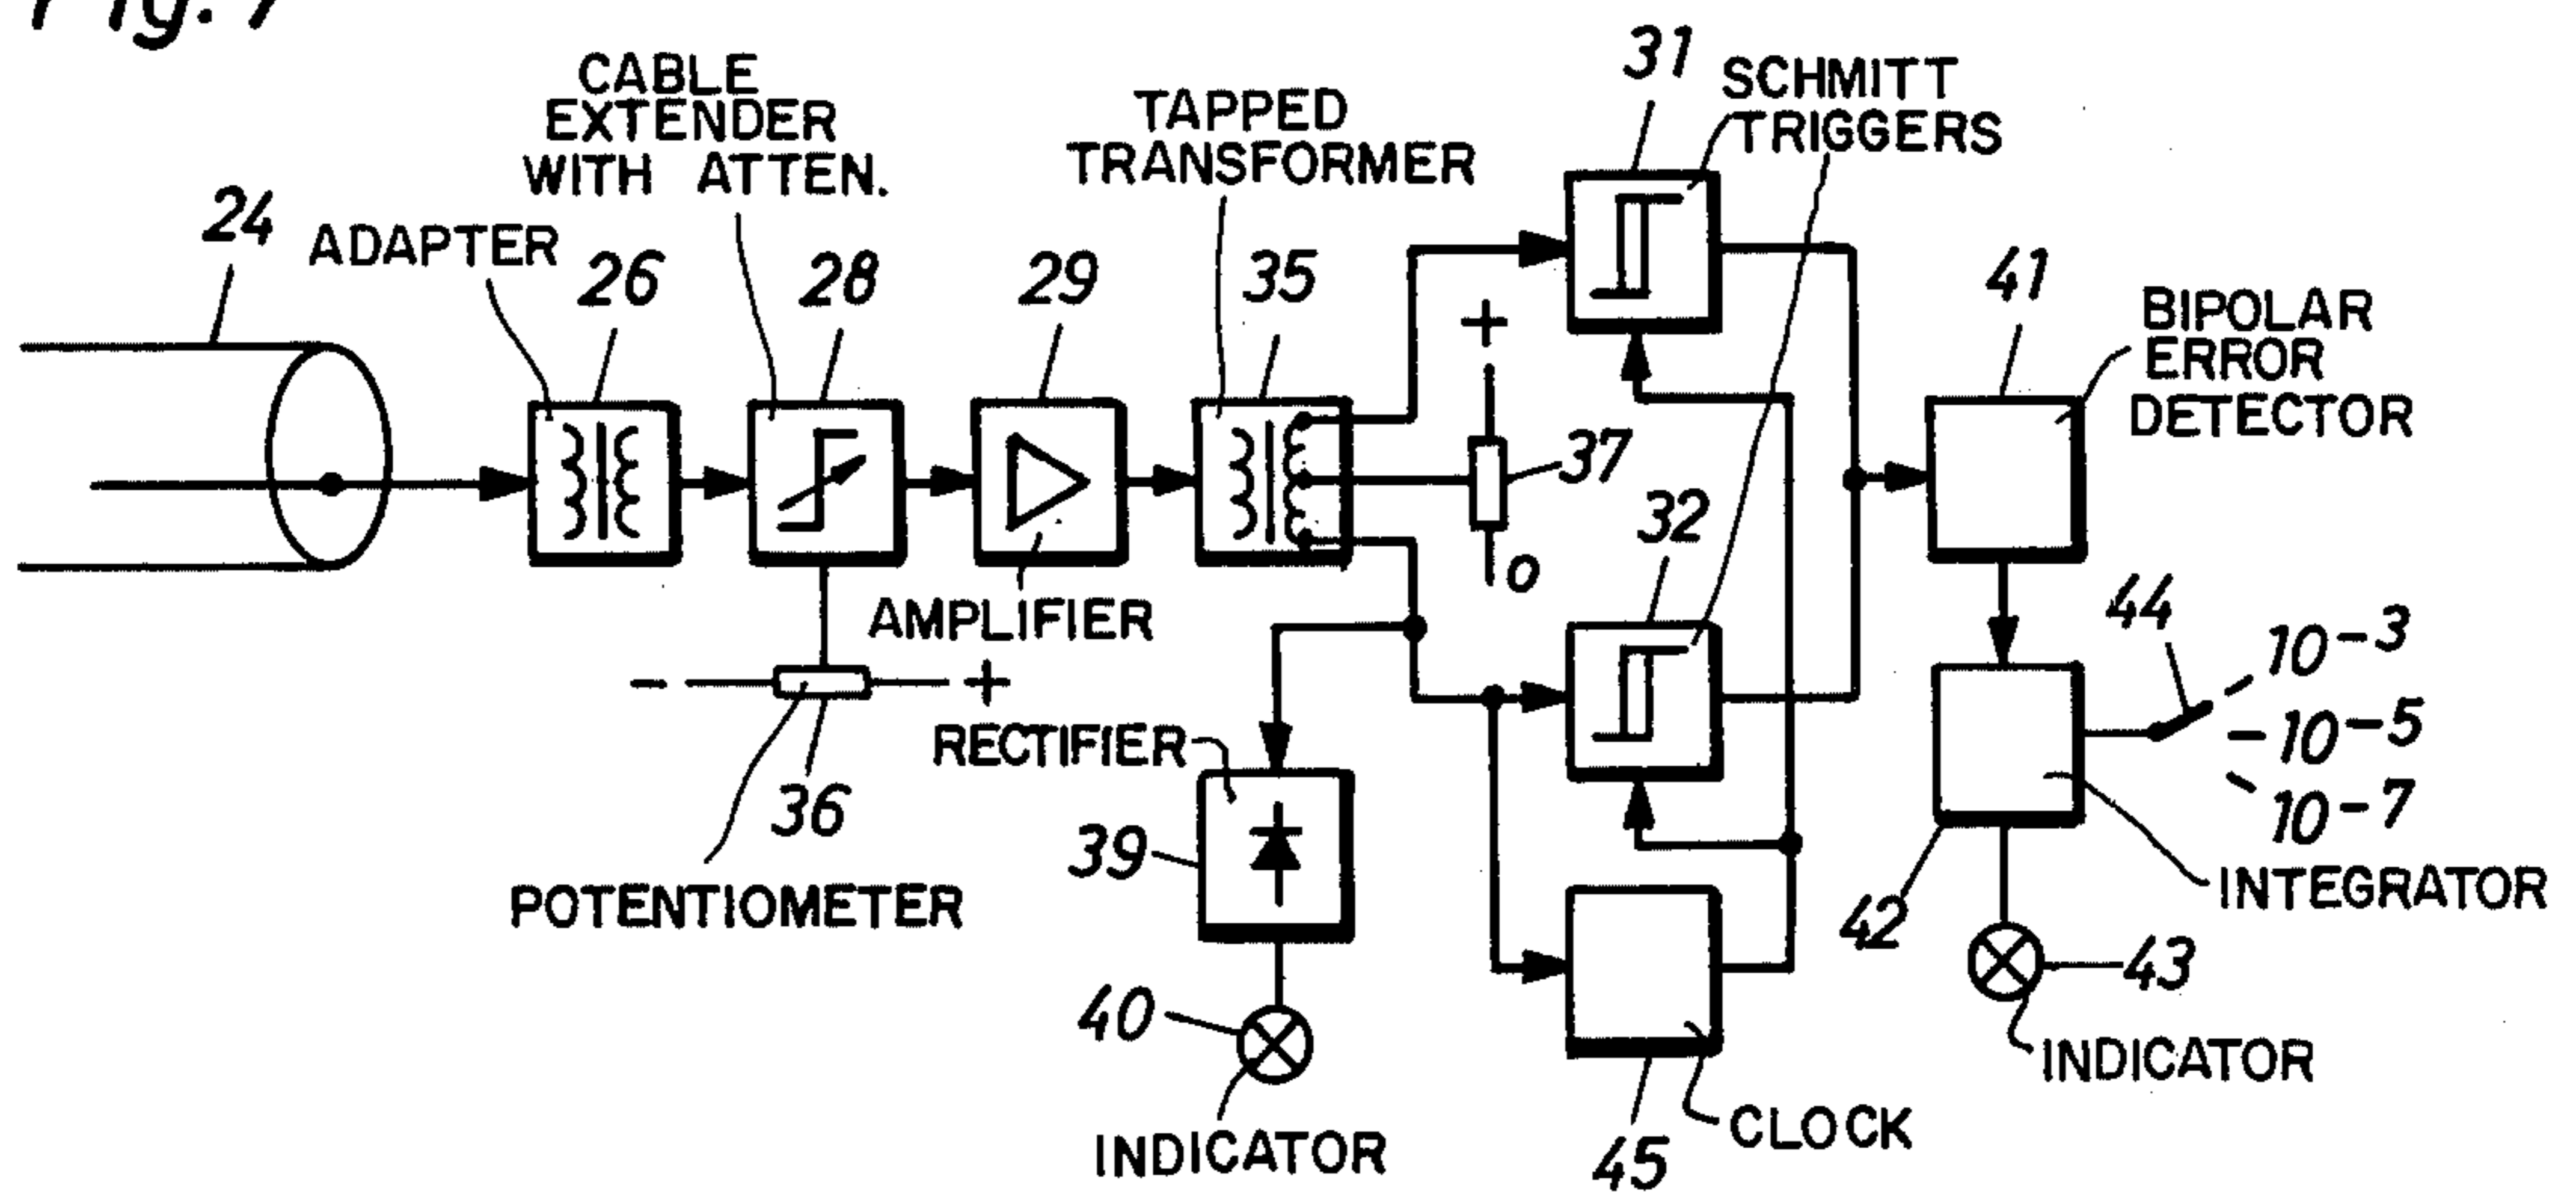 Fig. 7
CABLE
EXTENDER
WITH ATTEN.
TAPPED
TRANSFORMER
31
SCHMITT
TRIGGERS
24
ADAPTER
26
28
29
35
41
BIPOLAR
ERROR
DETECTOR
+
37
O
32
AMPLIFIER
44
10-3
10-5
10-7
- +
RECTIFIER
36
39
POTENTIOMETER
INTEGRATOR
42
43
40
INDICATOR
INDICATOR
CLOCK
45